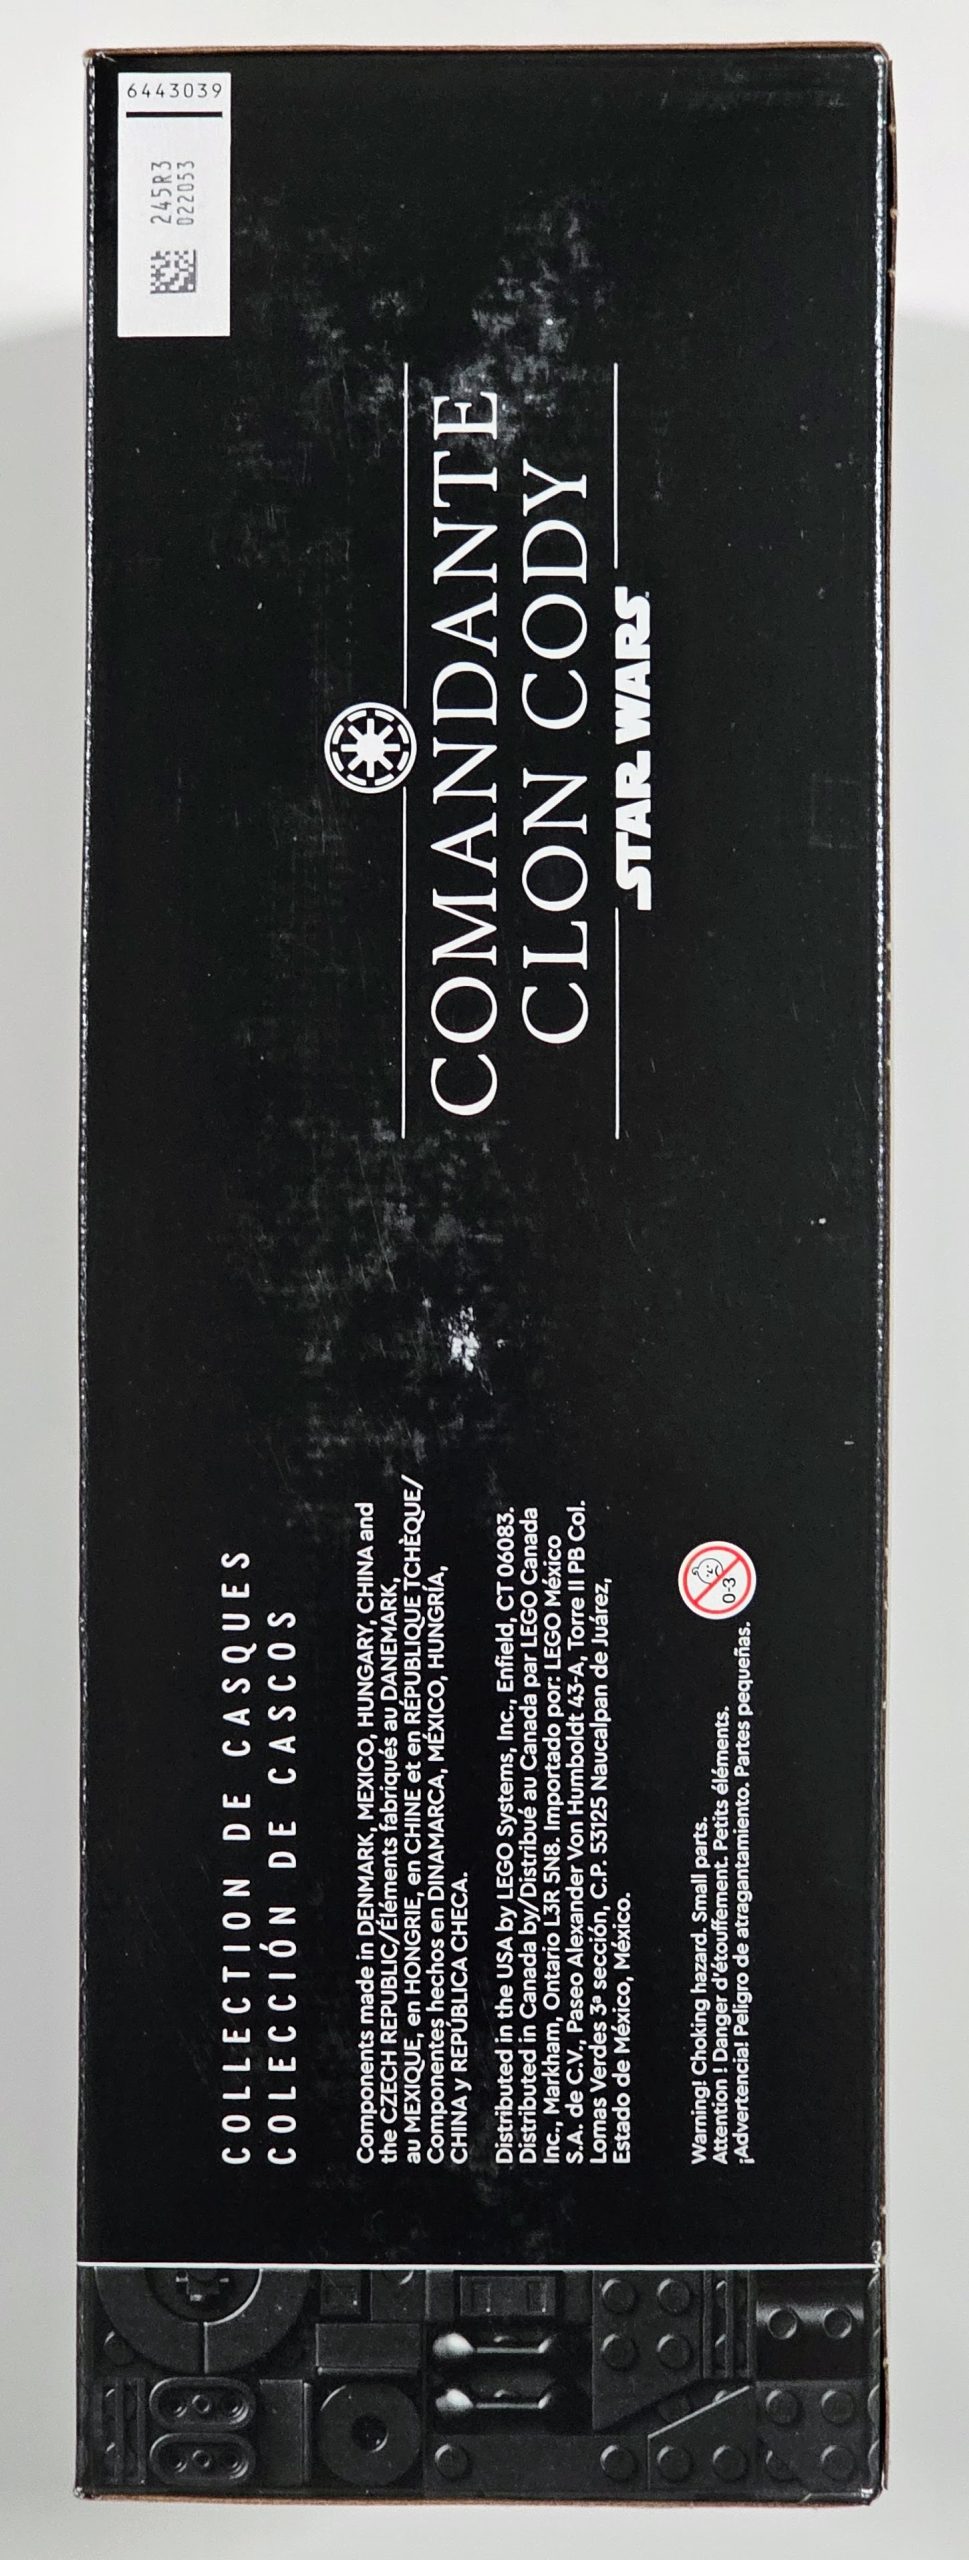 6443039
245R3
022053
COMANDANTE
CLON CODY
STAR WARS
COLLECTION DE CASQUES
COLECCIÓN DE CASCOS
Components made in DENMARK, MEXICO, HUNGARY, CHINA and
the CZECH REPUBLIC/Éléments fabriqués au DANEMARK,
au MEXIQUE, en HONGRIE, en CHINE et en RÉPUBLIQUE TCHÈQUE/
Componentes hechos en DINAMARCA, MÉXICO, HUNGRÍA,
CHINA y REPÚBLICA CHECA.
Distributed in the USA by LEGO Systems, Inc., Enfield, CT 06083.
Distributed in Canada by/Distribué au Canada par LEGO Canada
Inc., Markham, Ontario L3R 5N8. Importado por: LEGO México
S.A. de C.V., Paseo Alexander Von Humboldt 43-A, Torre II PB Col.
Lomas Verdes 3ª sección, C.P. 53125 Naucalpan de Juárez,
Estado de México, México.
0-3
Warning! Choking hazard. Small parts.
Attention ! Danger d'étouffement. Petits éléments.
¡Advertencia! Peligro de atragantamiento. Partes pequeñas.